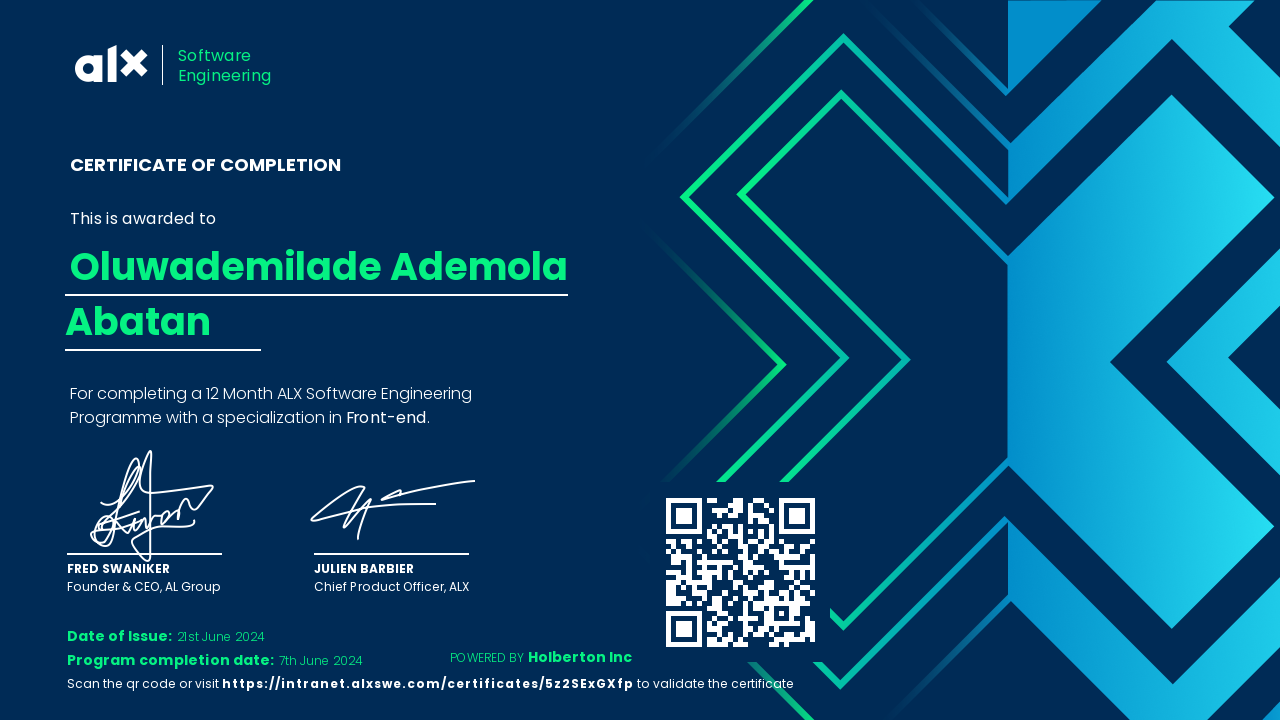 alx
Software
Engineering
CERTIFICATE OF COMPLETION
This is awarded to
Oluwademilade Ademola
Abatan
For completing a 12 Month ALX Software Engineering
Programme with a specialization in Front-end.
FRED SWANIKER
Founder & CEO, AL Group
JULIEN BARBIER
Chief Product Officer, ALX
Date of Issue: 21st June 2024
Program completion date: 7th June 2024
POWERED BY Holberton Inc
Scan the qr code or visit https://intranet.alxswe.com/certificates/5z2SExGXfp to validate the certificate